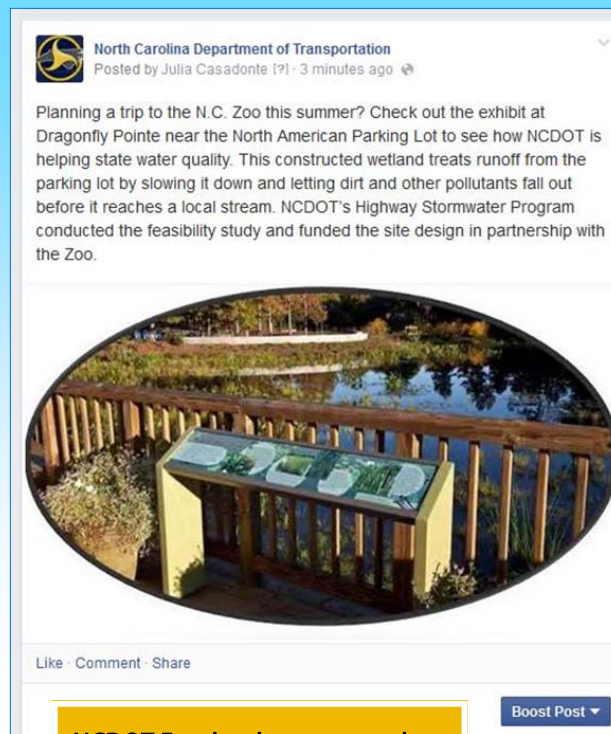 North Carolina Department of Transportation
Posted by Julia Casadonte [?] · 3 minutes ago
Planning a trip to the N.C. Zoo this summer? Check out the exhibit at
Dragonfly Pointe near the North American Parking Lot to see how NCDOT is
helping state water quality. This constructed wetland treats runoff from the
parking lot by slowing it down and letting dirt and other pollutants fall out
before it reaches a local stream. NCDOT's Highway Stormwater Program
conducted the feasibility study and funded the site design in partnership with
the Zoo.
Like · Comment · Share
Boost Post
NCDOT